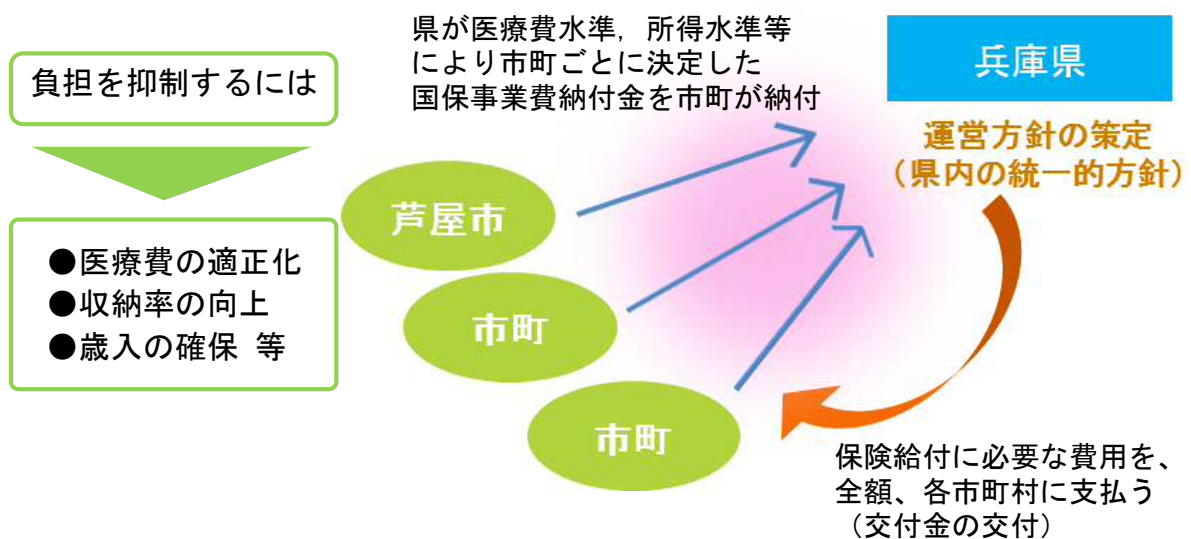 負担を抑制するには
●医療費の適正化
●収納率の向上
●歳入の確保 等
県が医療費水準，所得水準等
により市町ごとに決定した
国保事業費納付金を市町が納付
兵庫県
運営方針の策定
（県内の統一的方針）
芦屋市
市町
市町
保険給付に必要な費用を、
全額、各市町村に支払う
（交付金の交付）